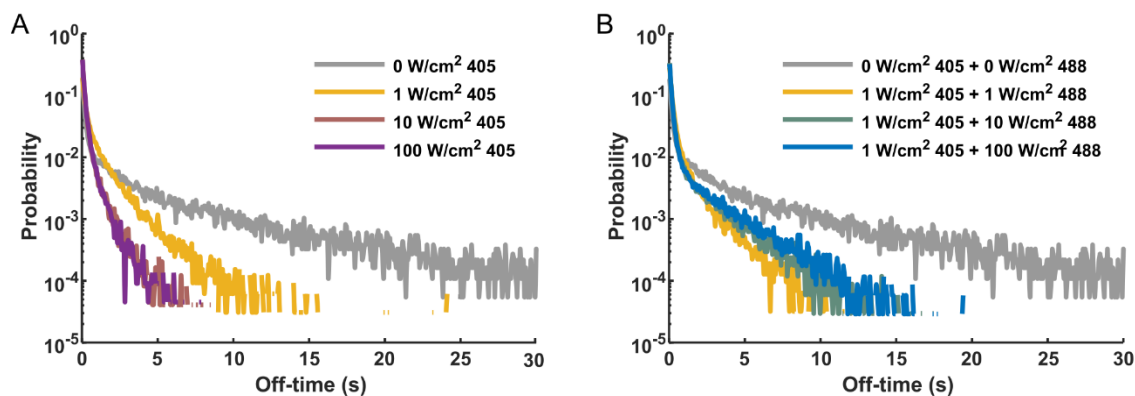 A
10^0
10^-1
10^-2
10^-3
10^-4
10^-5
Probability
0 5 10 15 20 25 30
Off-time (s)
0 W/cm^2 405
1 W/cm^2 405
10 W/cm^2 405
100 W/cm^2 405
B
10^0
10^-1
10^-2
10^-3
10^-4
10^-5
Probability
0 5 10 15 20 25 30
Off-time (s)
0 W/cm^2 405 + 0 W/cm^2 488
1 W/cm^2 405 + 1 W/cm^2 488
1 W/cm^2 405 + 10 W/cm^2 488
1 W/cm^2 405 + 100 W/cm^2 488